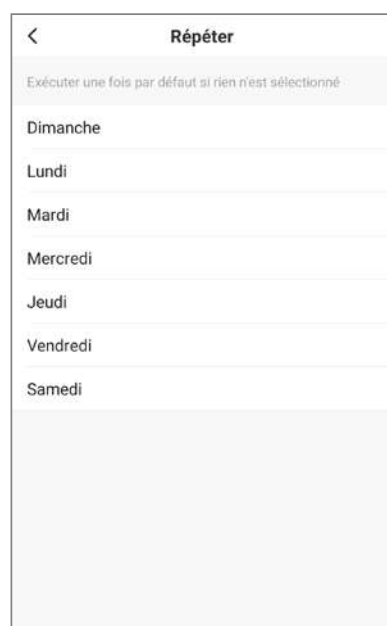 Répéter
Exécuter une fois par défaut si rien n'est sélectionné
Dimanche
Lundi
Mardi
Mercredi
Jeudi
Vendredi
Samedi